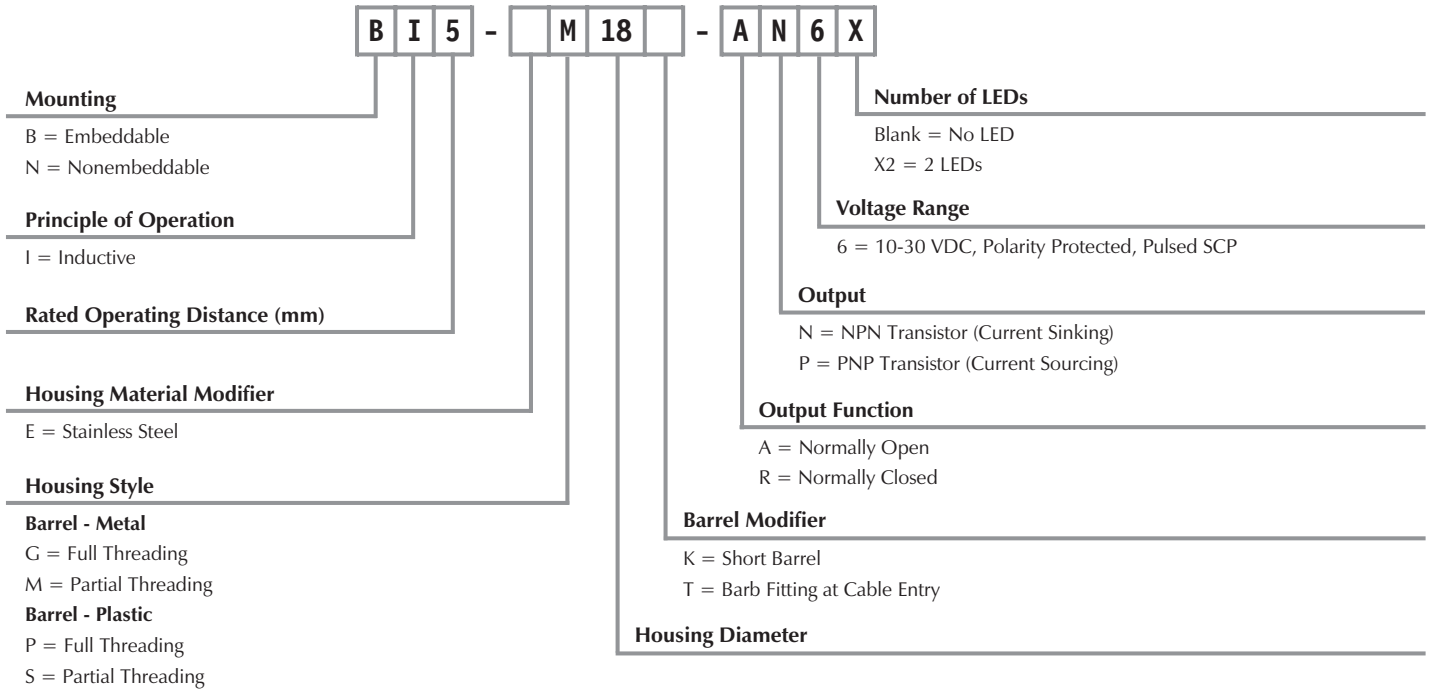 B I 5 - M 18 - A N 6 X
Mounting
B = Embeddable
N = Nonembeddable
Principle of Operation
I = Inductive
Rated Operating Distance (mm)
Housing Material Modifier
E = Stainless Steel
Housing Style
Barrel - Metal
G = Full Threading
M = Partial Threading
Barrel - Plastic
P = Full Threading
S = Partial Threading
Number of LEDs
Blank = No LED
X2 = 2 LEDs
Voltage Range
6 = 10-30 VDC, Polarity Protected, Pulsed SCP
Output
N = NPN Transistor (Current Sinking)
P = PNP Transistor (Current Sourcing)
Output Function
A = Normally Open
R = Normally Closed
Barrel Modifier
K = Short Barrel
T = Barb Fitting at Cable Entry
Housing Diameter